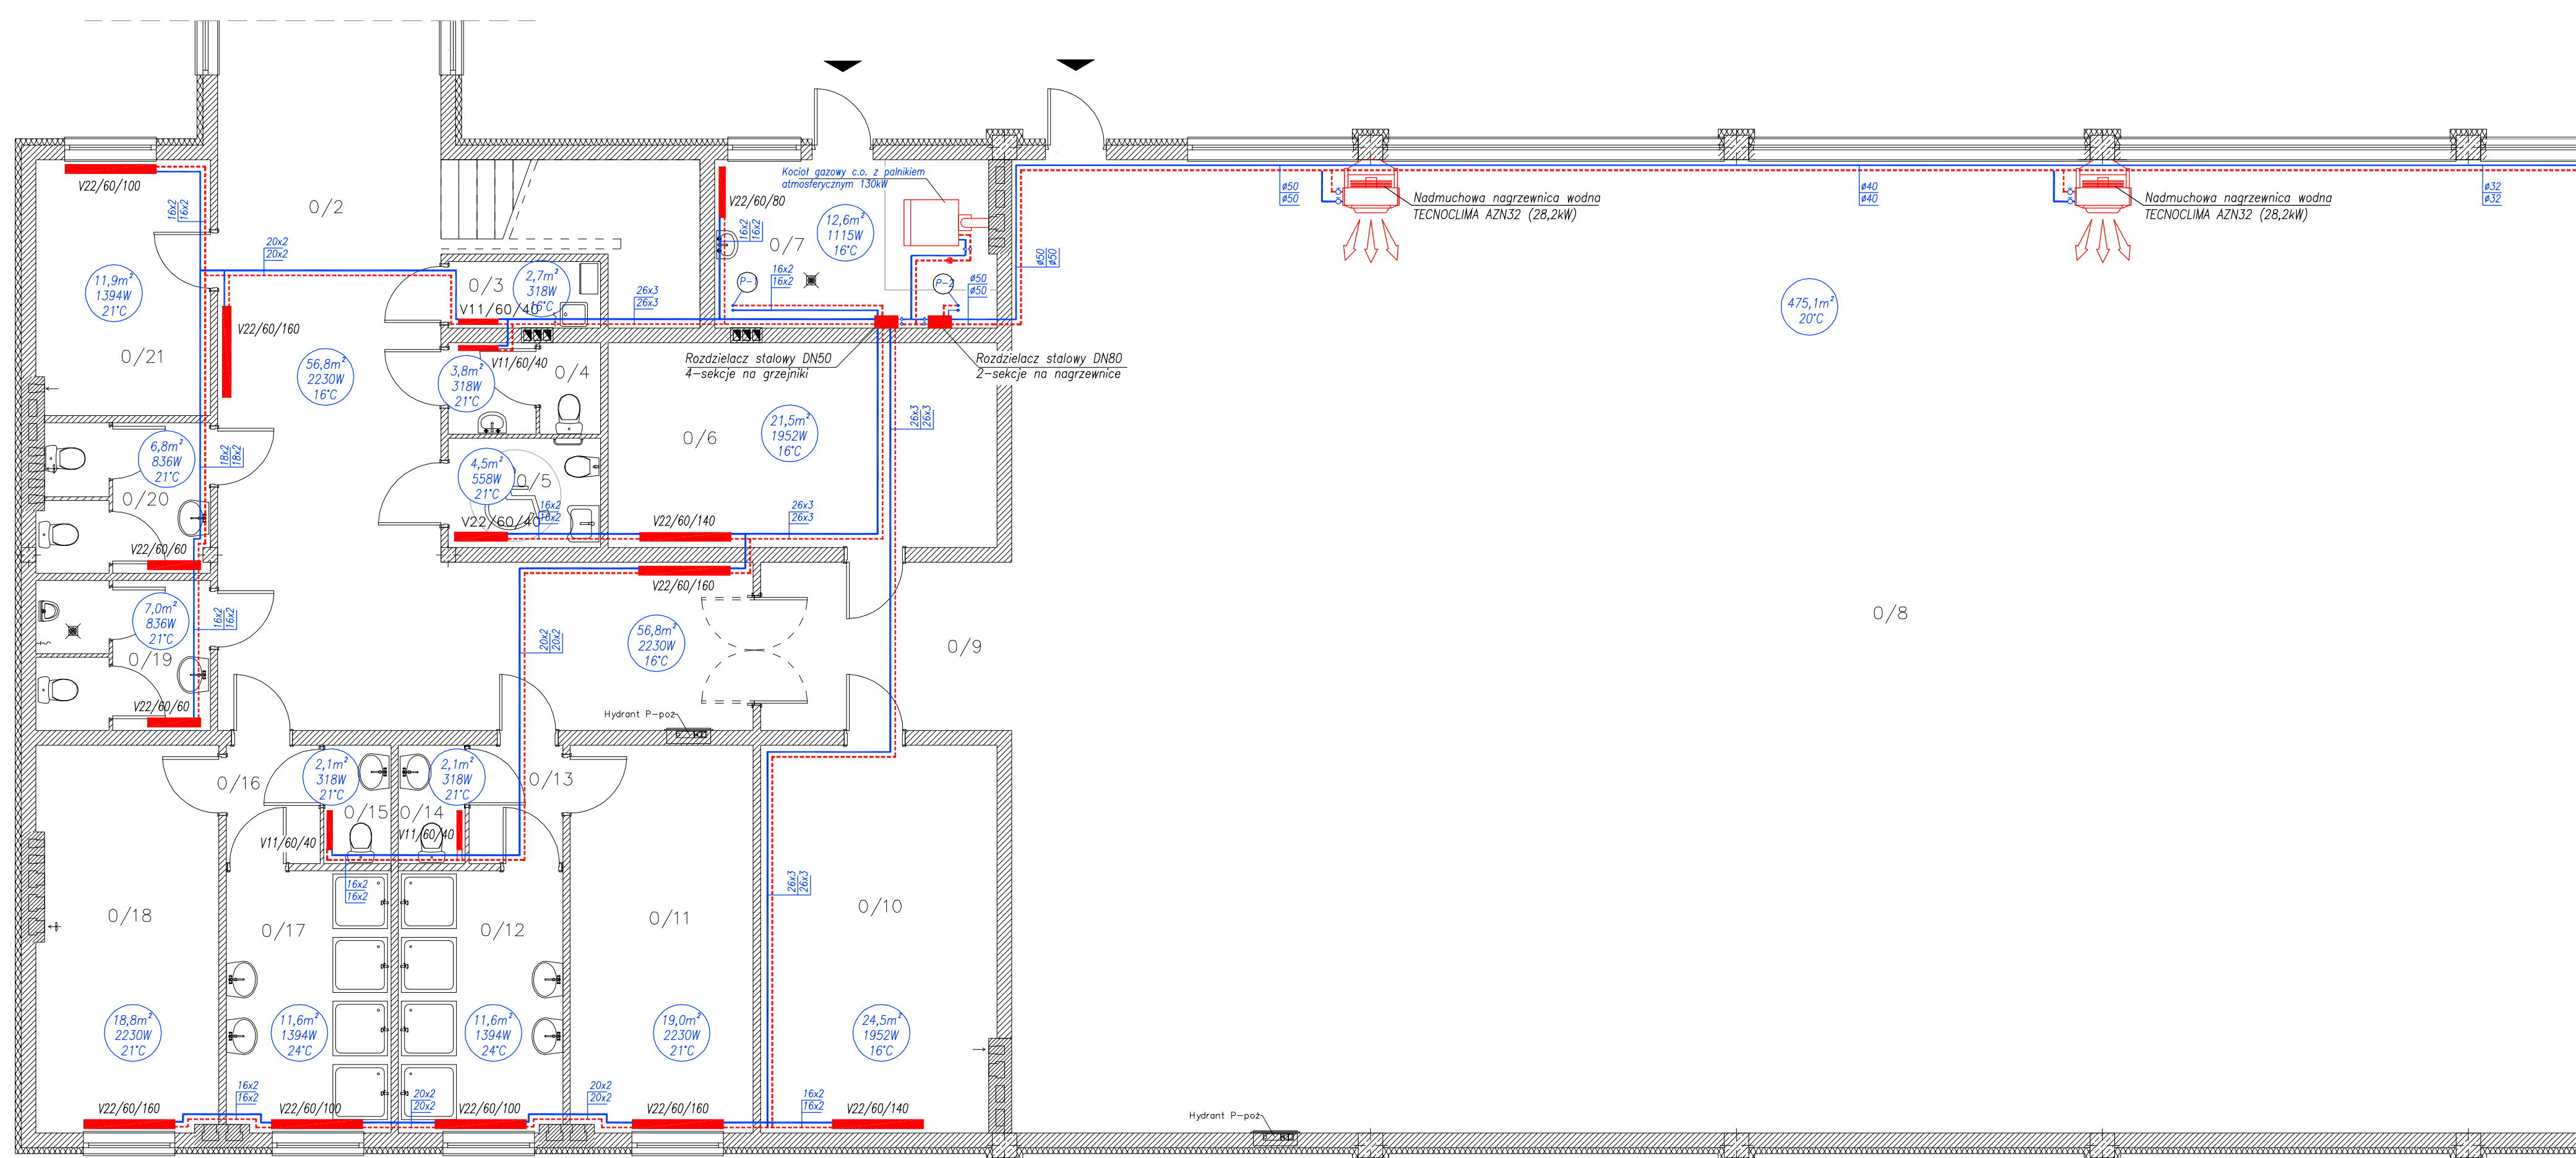 V22/60/100
16x2
16x2
0/2
20x2
20x2
11,9m²
1394W
21°C
0/21
V22/60/160
56,8m²
2230W
16°C
0/3
2,7m²
318W
16°C
V11/60/40
26x3
26x3
V22/60/80
16x2
16x2
Kocioł gazowy c.o. z palnikiem
atmosferycznym 130kW
12,6m²
1115W
16°C
0/7
P-1
16x2
16x2
P-2
ø50
ø50
ø50
ø50
ø50
ø50
Nadmuchowa nagrzewnica wodna
TECNOCLIMA AZN32 (28,2kW)
ø40
ø40
Nadmuchowa nagrzewnica wodna
TECNOCLIMA AZN32 (28,2kW)
ø32
ø32
475,1m²
20°C
V11/60/40
3,8m²
318W
21°C
0/4
Rozdzielacz stalowy DN50
4-sekcje na grzejniki
Rozdzielacz stalowy DN80
2-sekcje na nagrzewnice
26x3
26x3
0/6
21,5m²
1952W
16°C
6,8m²
836W
21°C
0/20
18x2
18x2
4,5m²
558W
21°C
0/5
16x2
16x2
V22/60/40
V22/60/140
26x3
26x3
V22/60/60
V22/60/160
7,0m²
836W
21°C
0/19
16x2
16x2
20x2
20x2
56,8m²
2230W
16°C
0/9
0/8
V22/60/60
Hydrant P-poż
0/16
2,1m²
318W
21°C
0/15
2,1m²
318W
21°C
0/14
0/13
V11/60/40
V11/60/40
16x2
16x2
26x3
26x3
0/18
0/17
0/12
0/11
0/10
18,8m²
2230W
21°C
11,6m²
1394W
24°C
11,6m²
1394W
24°C
19,0m²
2230W
21°C
24,5m²
1952W
16°C
V22/60/160
16x2
16x2
V22/60/100
20x2
20x2
V22/60/100
20x2
20x2
V22/60/160
16x2
16x2
V22/60/140
Hydrant P-poż